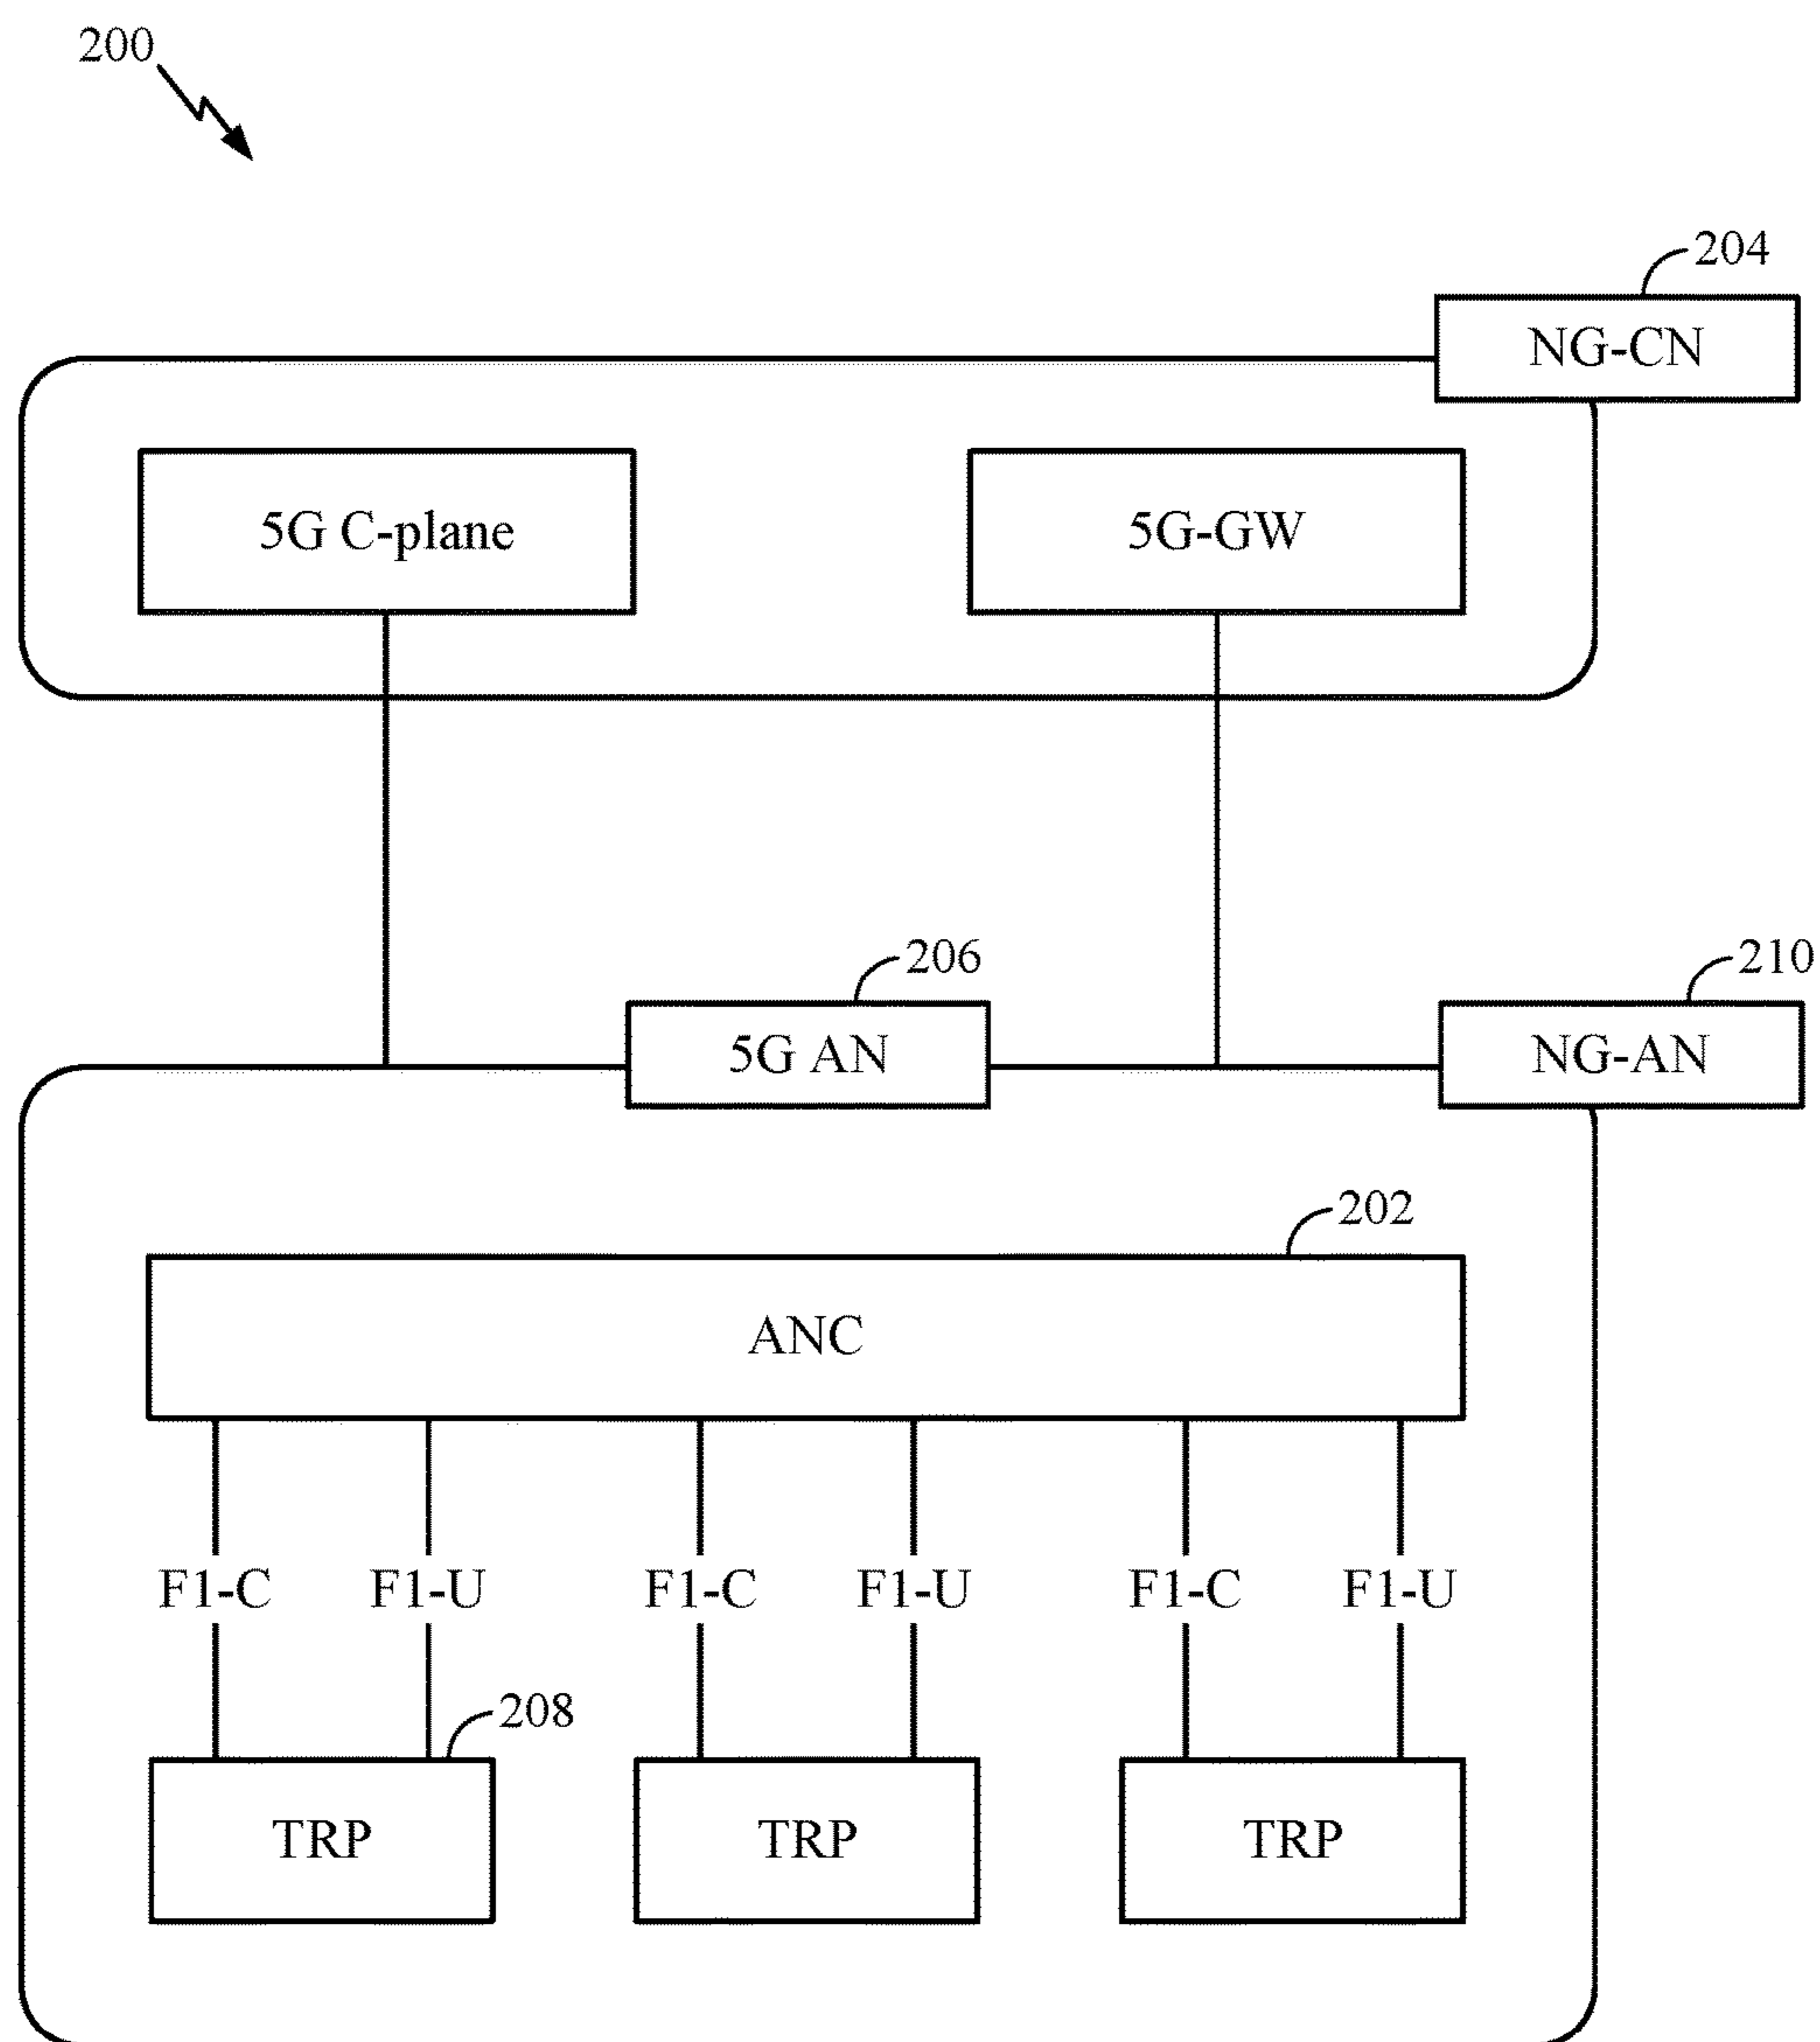 200
204
NG-CN
5G C-plane
5G-GW
206
210
5G AN
NG-AN
202
ANC
F1-C
F1-U
F1-C
F1-U
F1-C
F1-U
208
TRP
TRP
TRP